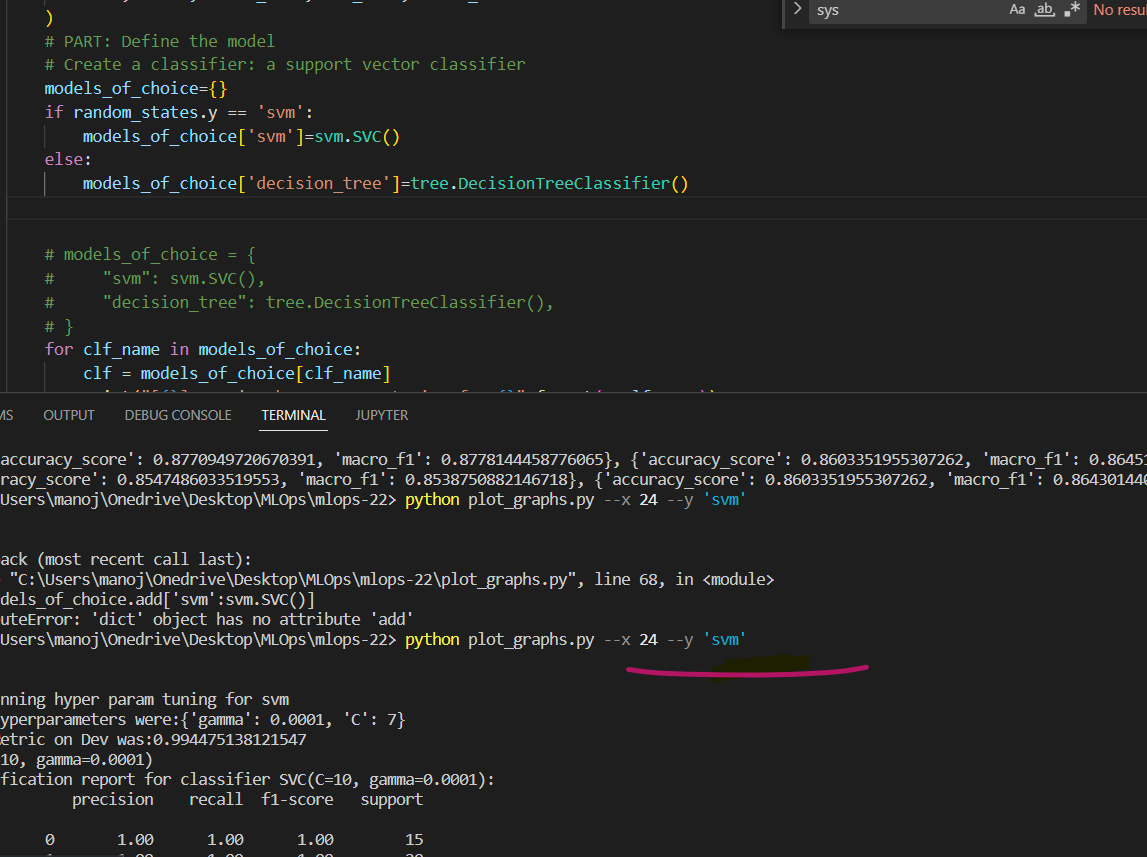 sys Aa ab No resul
)
# PART: Define the model
# Create a classifier: a support vector classifier
models_of_choice={}
if random_states.y == 'svm':
models_of_choice['svm']=svm.SVC()
else:
models_of_choice['decision_tree']=tree.DecisionTreeClassifier()
# models_of_choice = {
#     "svm": svm.SVC(),
#     "decision_tree": tree.DecisionTreeClassifier(),
# }
for clf_name in models_of_choice:
clf = models_of_choice[clf_name]
MS OUTPUT DEBUG CONSOLE TERMINAL JUPYTER
accuracy_score': 0.8770949720670391, 'macro_f1': 0.8778144458776065}, {'accuracy_score': 0.8603351955307262, 'macro_f1': 0.8645
racy_score': 0.8547486033519553, 'macro_f1': 0.8538750882146718}, {'accuracy_score': 0.8603351955307262, 'macro_f1': 0.864301440
Users\manoj\Onedrive\Desktop\MLOps\mlops-22> python plot_graphs.py --x 24 --y 'svm'
ack (most recent call last):
"C:\Users\manoj\Onedrive\Desktop\MLOps\mlops-22\plot_graphs.py", line 68, in <module>
dels_of_choice.add['svm':svm.SVC()]
uteError: 'dict' object has no attribute 'add'
Users\manoj\Onedrive\Desktop\MLOps\mlops-22> python plot_graphs.py --x 24 --y 'svm'
nning hyper param tuning for svm
yperparameters were:{'gamma': 0.0001, 'C': 7}
etric on Dev was:0.994475138121547
10, gamma=0.0001)
fication report for classifier SVC(C=10, gamma=0.0001):
precision recall f1-score support
0 1.00 1.00 1.00 15